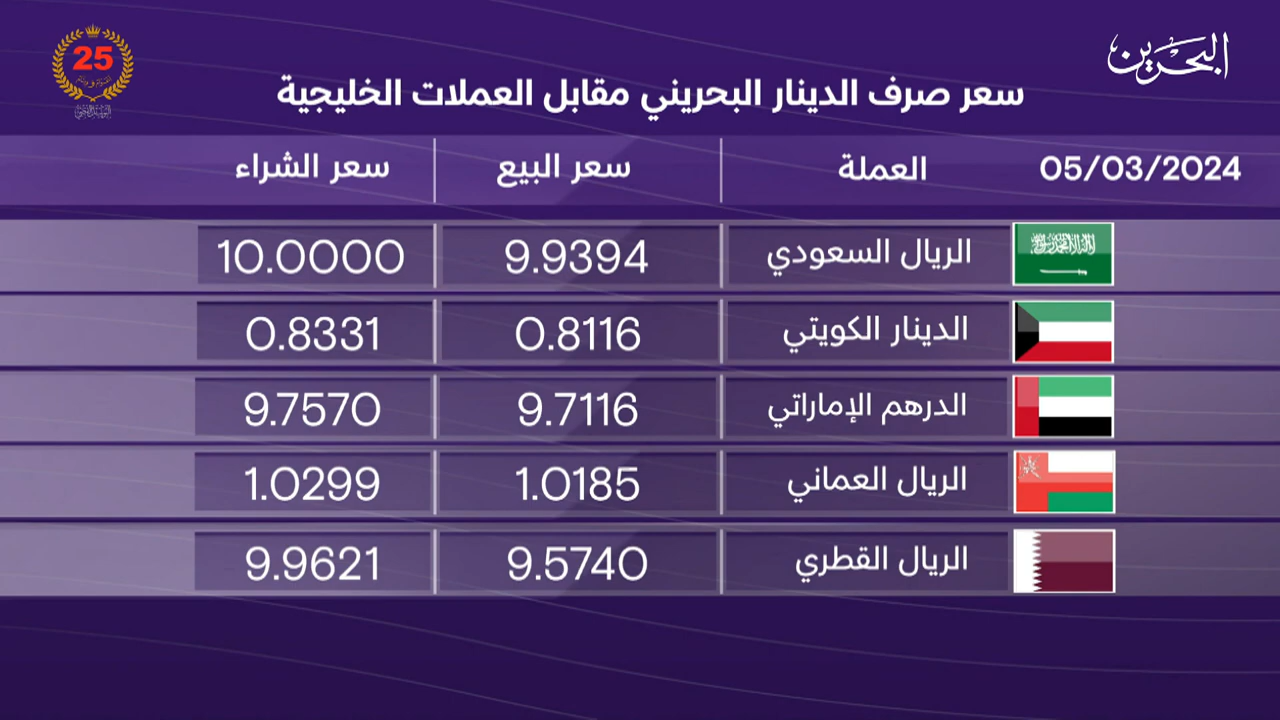 البحرين
25
سعر صرف الدينار البحريني مقابل العملات الخليجية
05/03/2024 العملة سعر البيع سعر الشراء
الريال السعودي 9.9394 10.0000
الدينار الكويتي 0.8116 0.8331
الدرهم الإماراتي 9.7116 9.7570
الريال العماني 1.0185 1.0299
الريال القطري 9.5740 9.9621